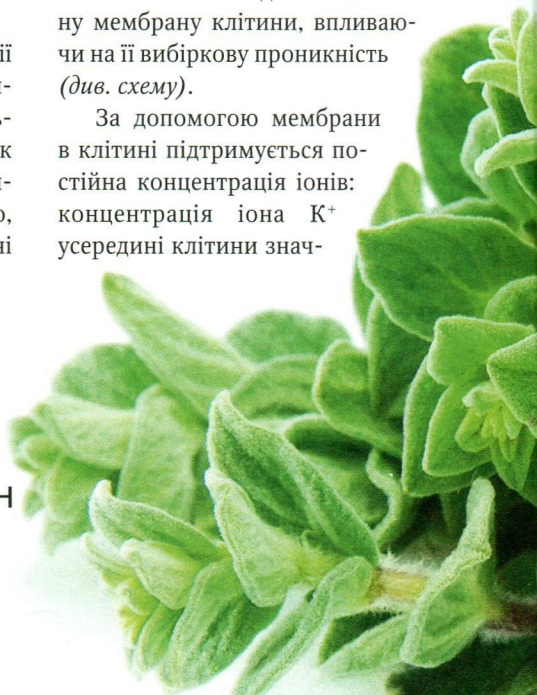 ну мембрану клітини, впливаю-
чи на її вибіркову проникність
(див. схему).
За допомогою мембрани
в клітині підтримується по-
стійна концентрація іонів:
концентрація іона К⁺
усередині клітини знач-